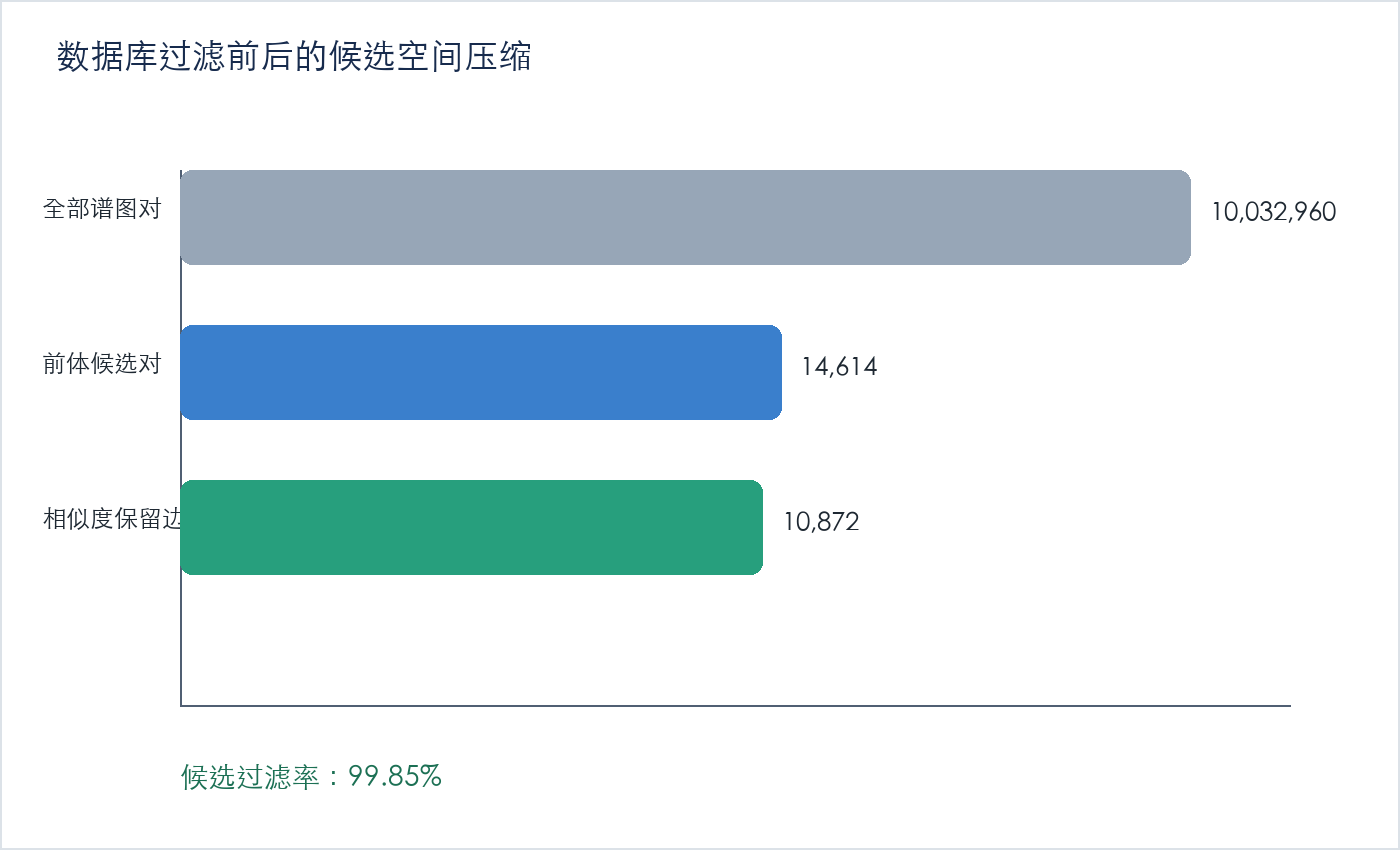 数据库过滤前后的候选空间压缩
全部谱图对
10,032,960
前体候选对
14,614
相似度保留边
10,872
候选过滤率：99.85%